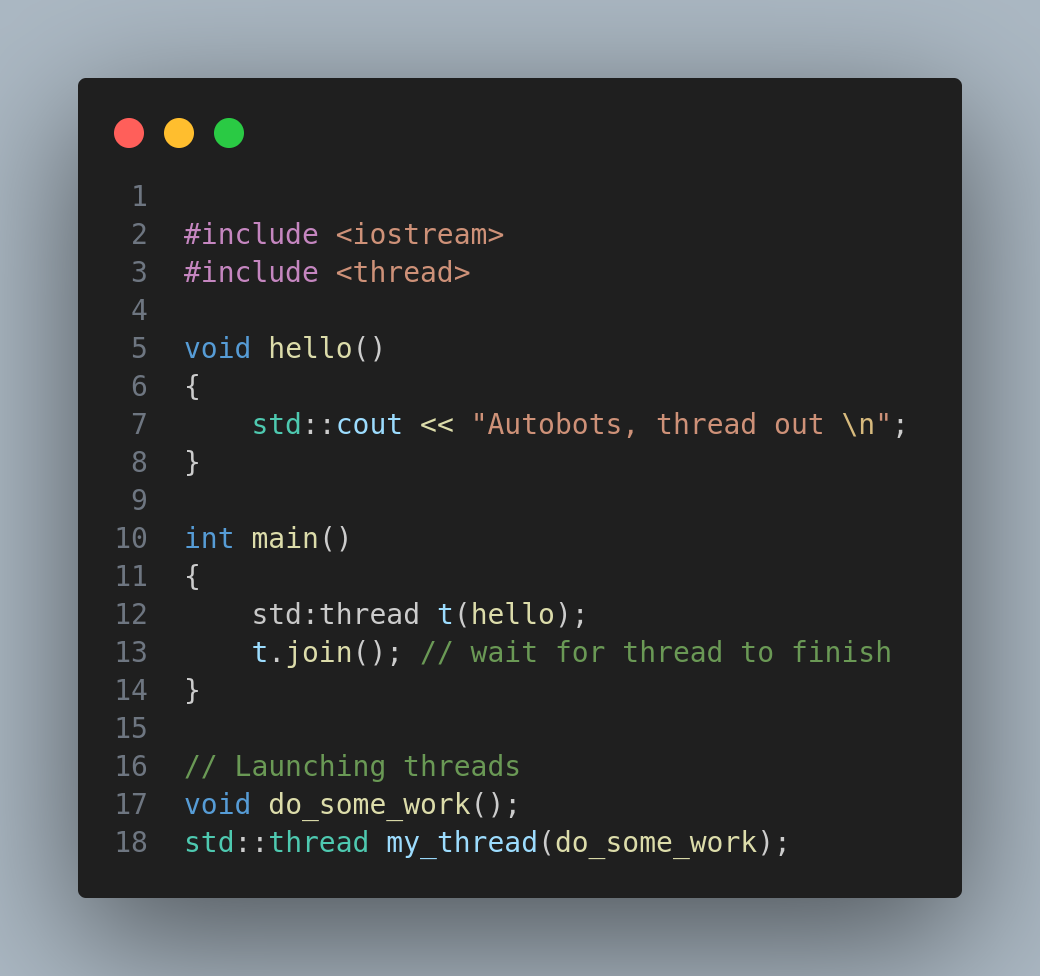 1
2 #include <iostream>
3 #include <thread>
4
5 void hello()
6 {
7     std::cout << "Autobots, thread out \n";
8 }
9
10 int main()
11 {
12     std:thread t(hello);
13     t.join(); // wait for thread to finish
14 }
15
16 // Launching threads
17 void do_some_work();
18 std::thread my_thread(do_some_work);